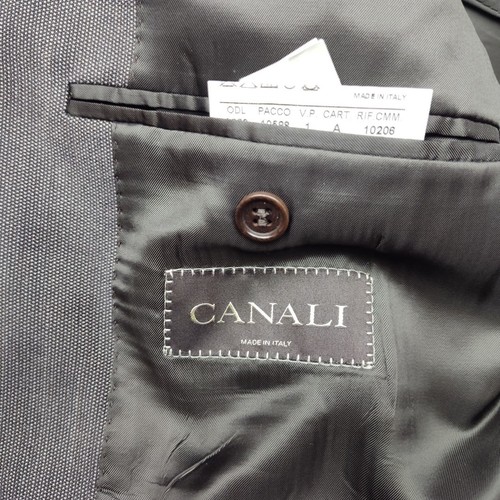 MADE IN ITALY
ODL PACCO V.P. CART RIF.CMM
1 A 10206
CANALI
MADE IN ITALY